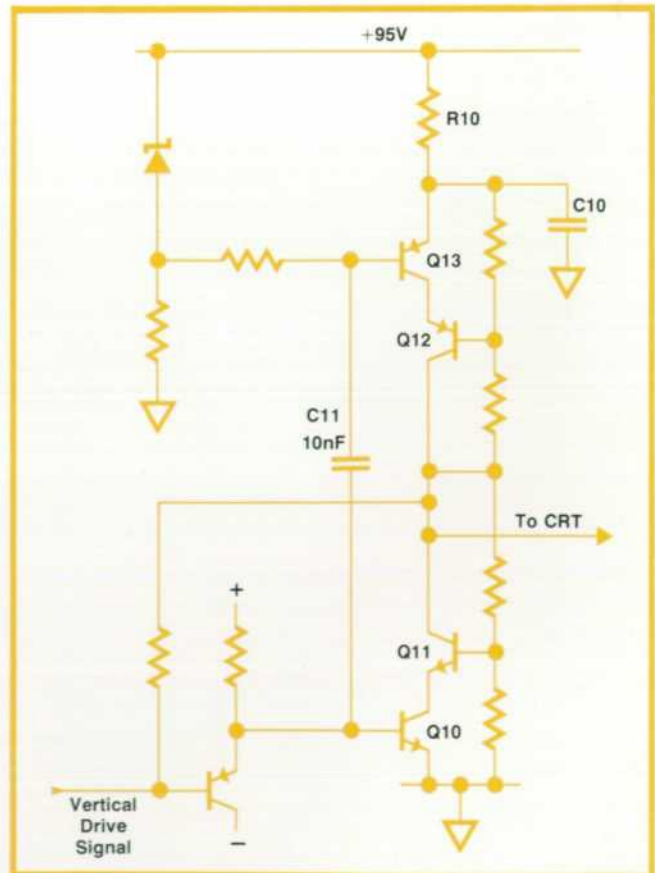 +95V
R10
C10
Q13
Q12
C11
10nF
To CRT
+
Q11
Q10
Vertical
Drive
Signal
−